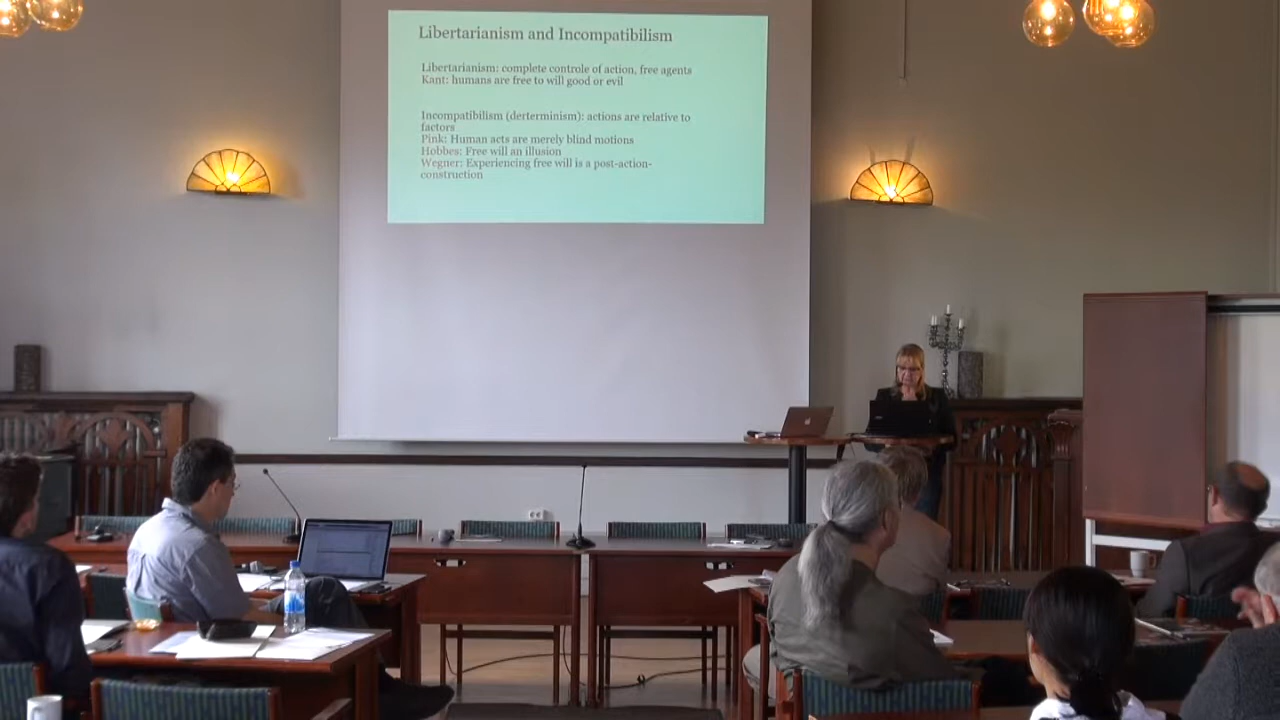 Libertarianism and Incompatibilism
Libertarianism: complete controle of action, free agents
Kant: humans are free to will good or evil
Incompatibilism (derterminism): actions are relative to
factors
Pink: Human acts are merely blind motions
Hobbes: Free will an illusion
Wegner: Experiencing free will is a post-action-
construction